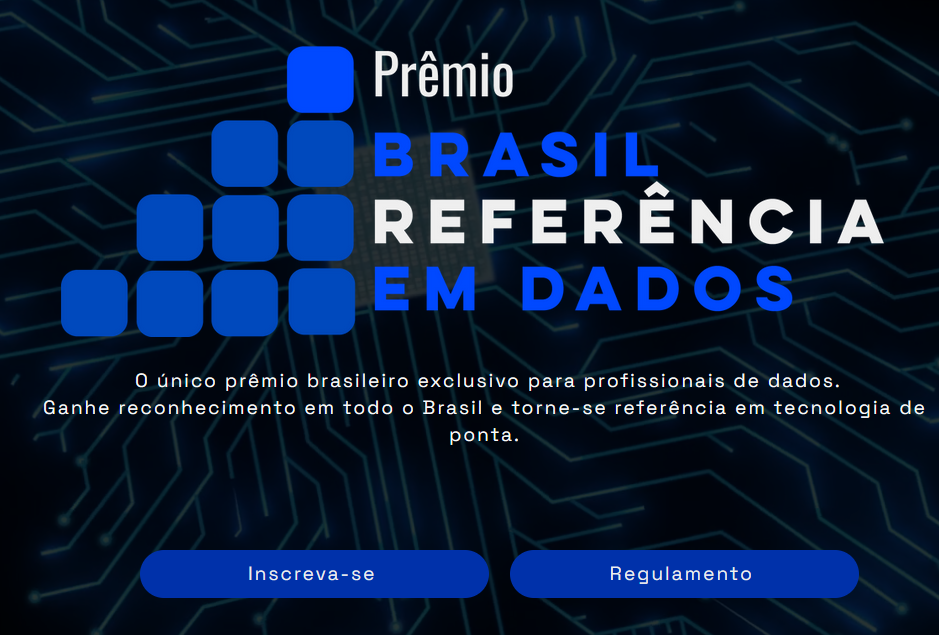 Prêmio
BRASIL
REFERÊNCIA
EM DADOS
O único prêmio brasileiro exclusivo para profissionais de dados.
Ganhe reconhecimento em todo o Brasil e torne-se referência em tecnologia de
ponta.
Inscreva-se
Regulamento